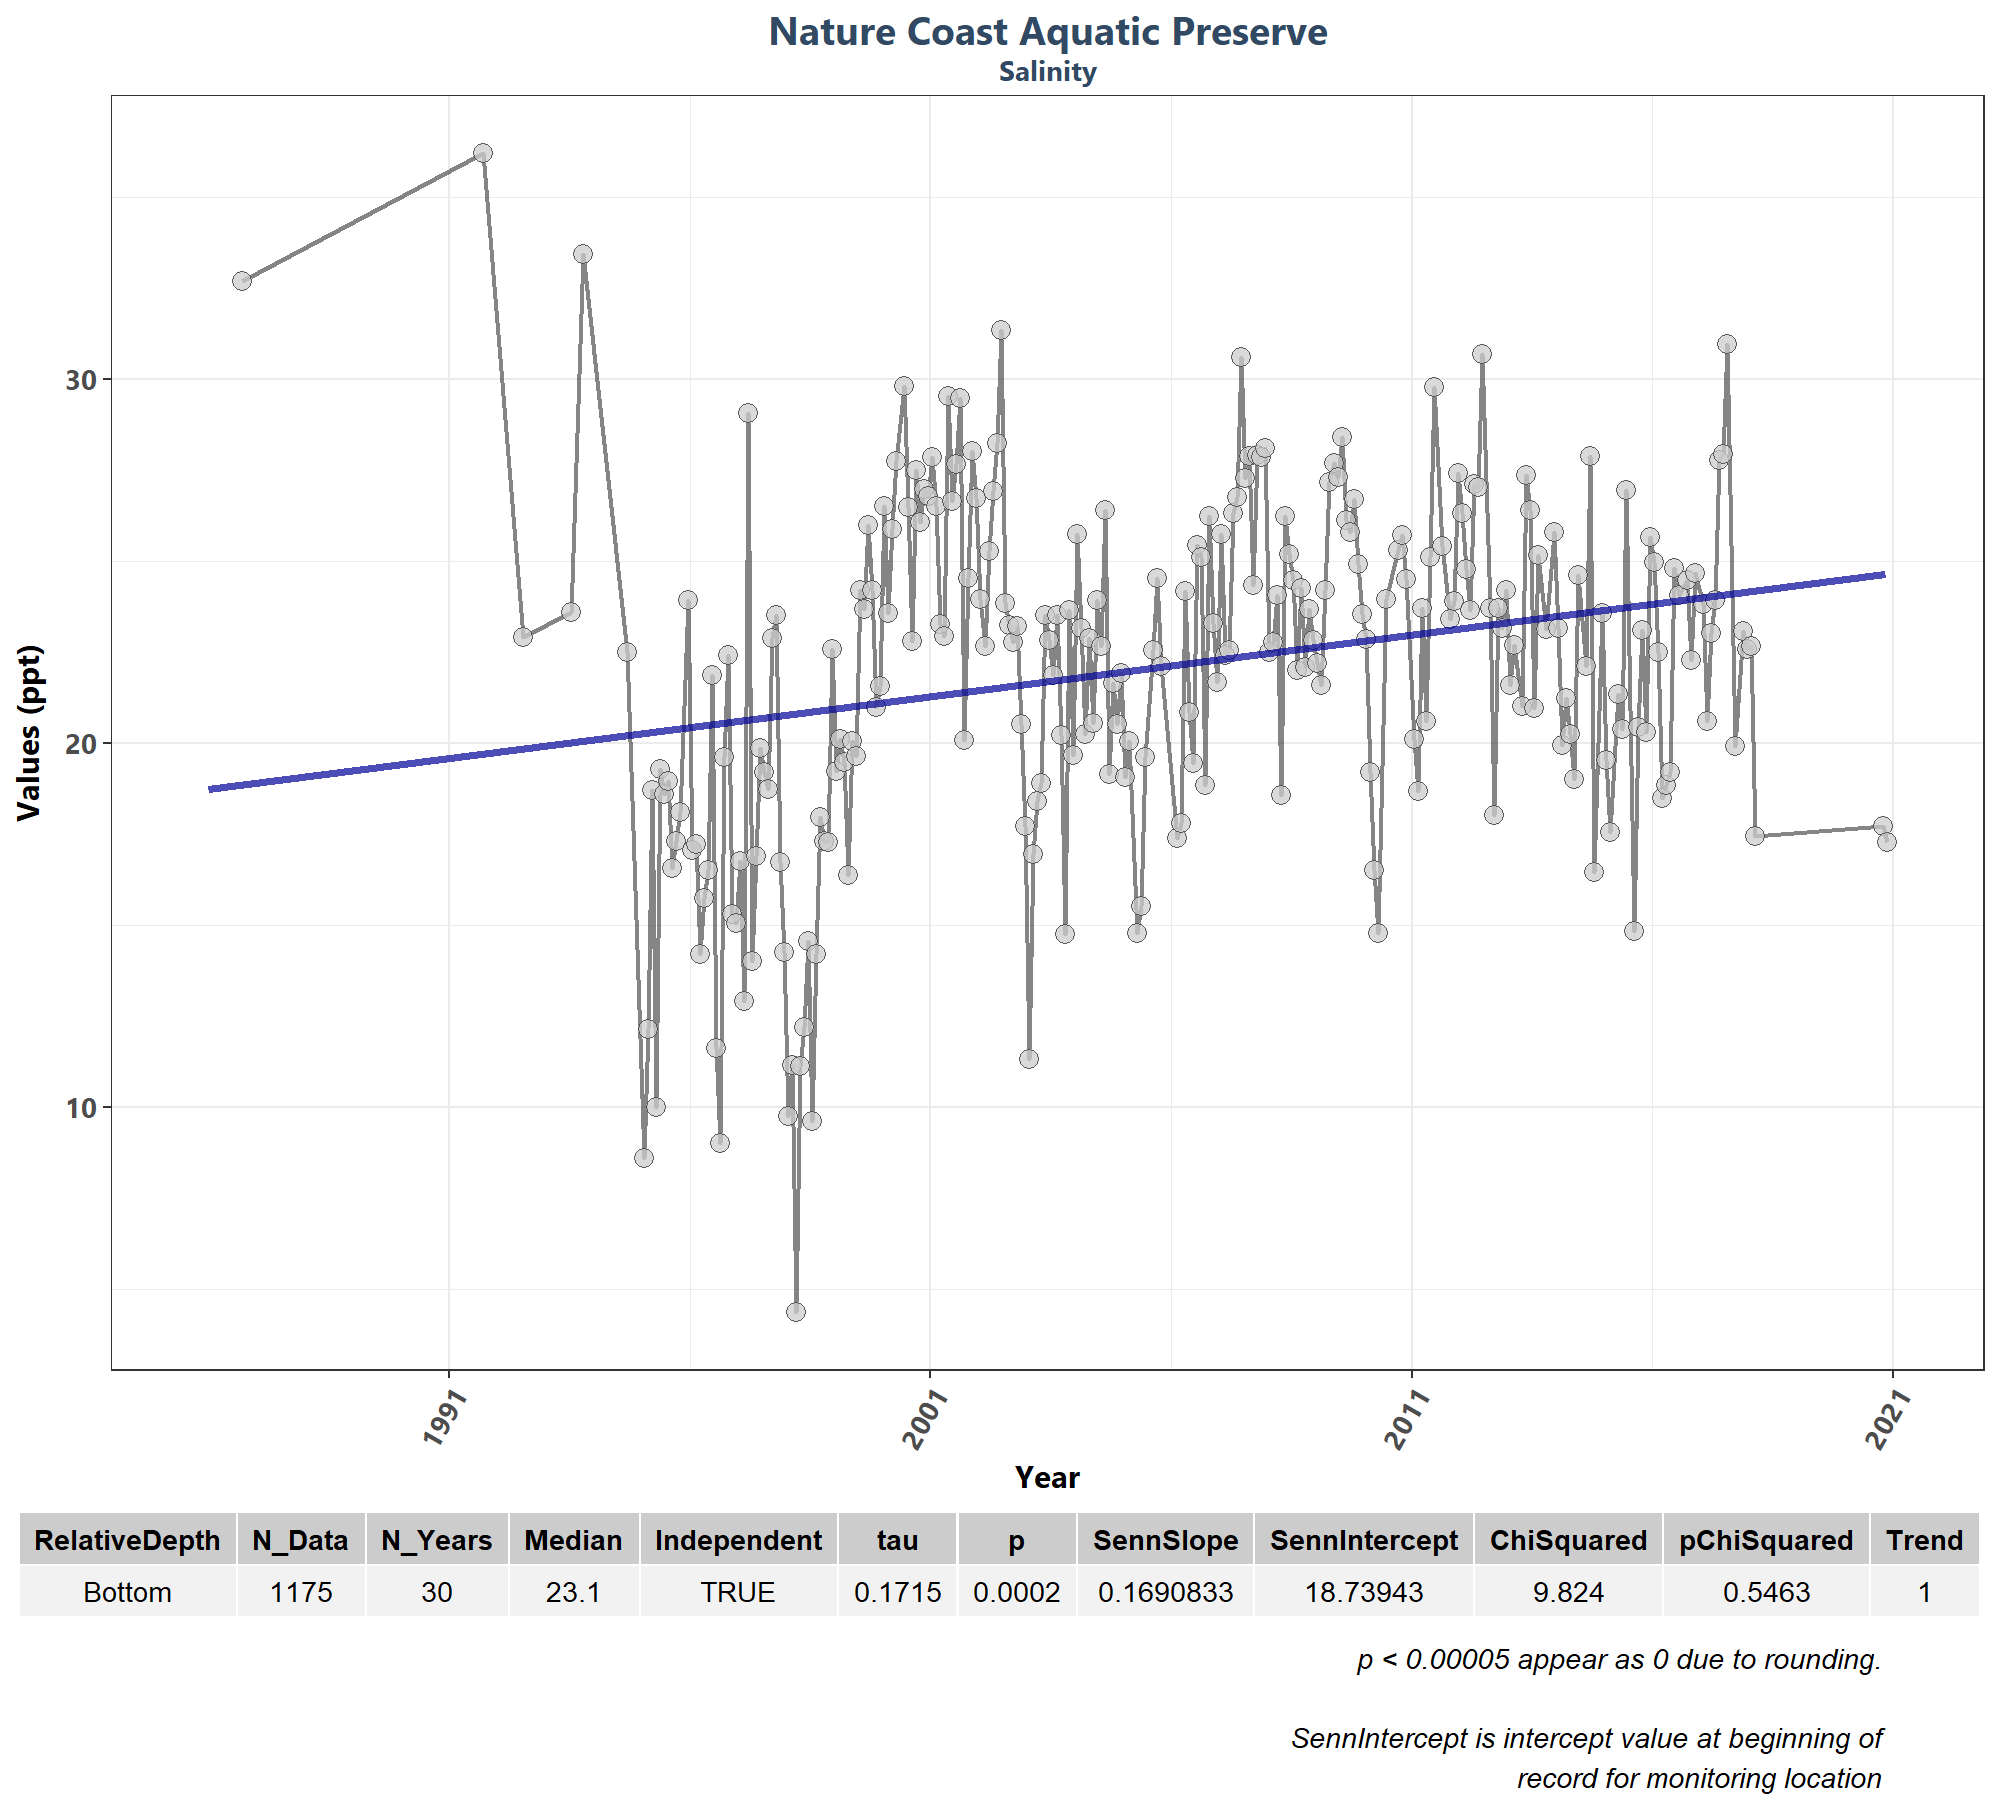 Nature Coast Aquatic Preserve
Salinity
Values (ppt)
30
20
10
1991
2001
2011
2021
Year
RelativeDepth N_Data N_Years Median Independent tau p SennSlope SennIntercept ChiSquared pChiSquared Trend
Bottom 1175 30 23.1 TRUE 0.1715 0.0002 0.1690833 18.73943 9.824 0.5463 1
p < 0.00005 appear as 0 due to rounding.
SennIntercept is intercept value at beginning of
record for monitoring location